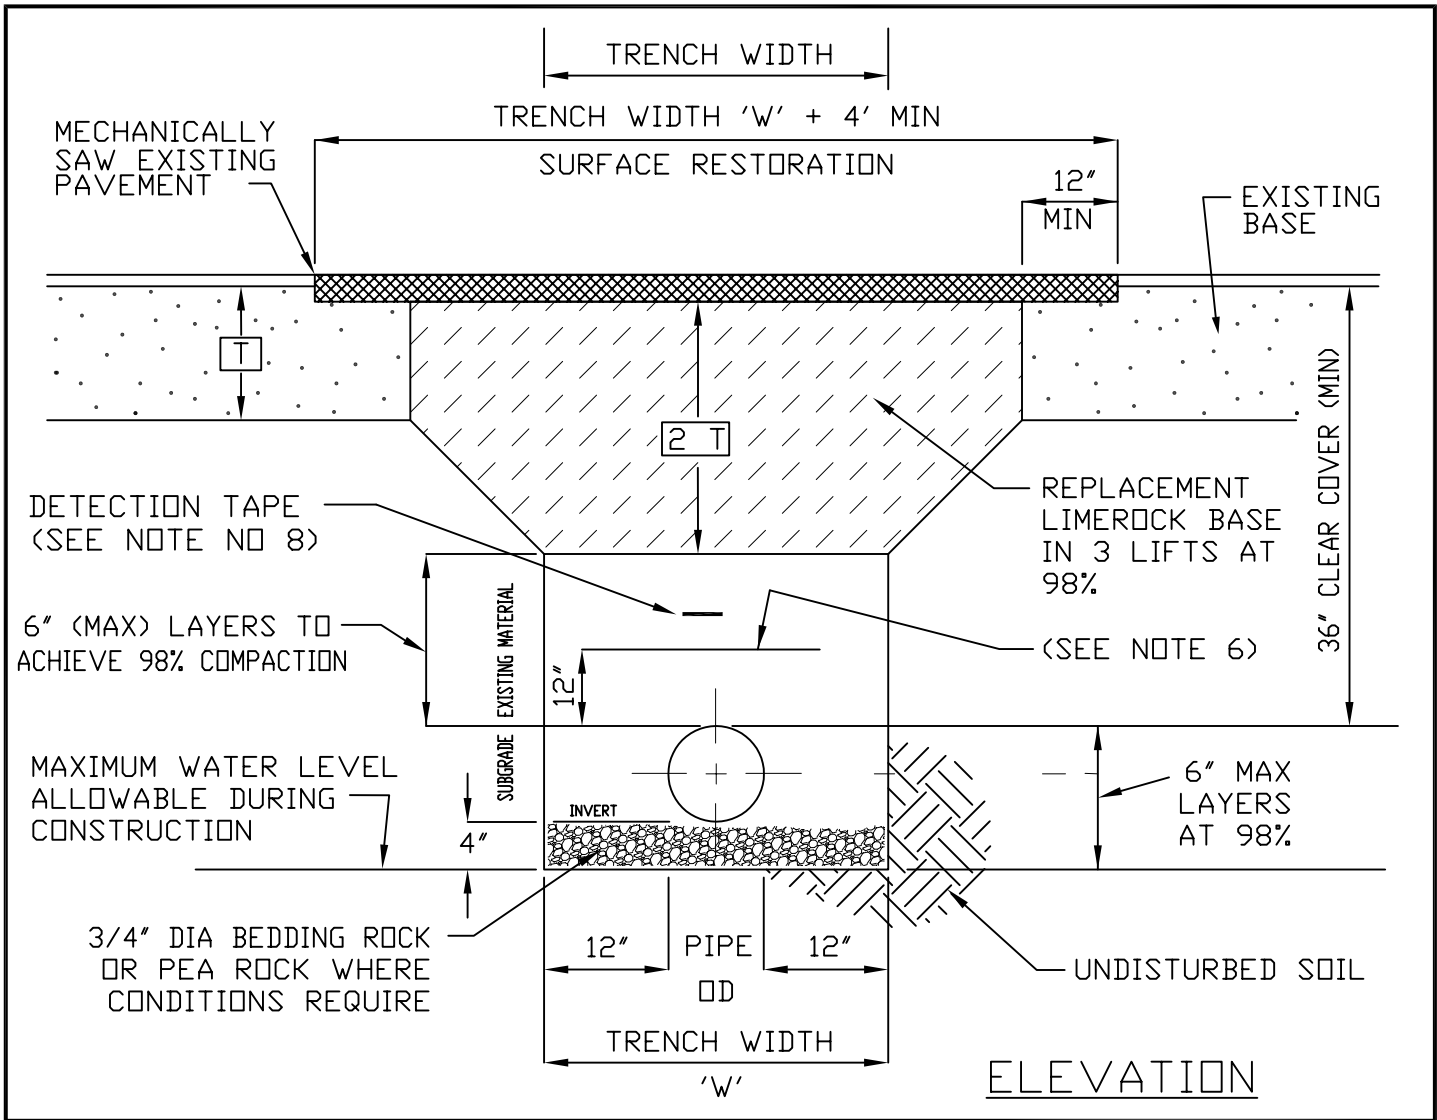 TRENCH WIDTH
TRENCH WIDTH 'W' + 4' MIN
SURFACE RESTORATION
MECHANICALLY
SAW EXISTING
PAVEMENT
12"
MIN
EXISTING
BASE
T
2 T
36" CLEAR COVER (MIN)
REPLACEMENT
LIMEROCK BASE
IN 3 LIFTS AT
98%
DETECTION TAPE
(SEE NOTE NO 8)
6" (MAX) LAYERS TO
ACHIEVE 98% COMPACTION
SUBGRADE EXISTING MATERIAL
12"
(SEE NOTE 6)
MAXIMUM WATER LEVEL
ALLOWABLE DURING
CONSTRUCTION
INVERT
4"
6" MAX
LAYERS
AT 98%
3/4" DIA BEDDING ROCK
OR PEA ROCK WHERE
CONDITIONS REQUIRE
12"
PIPE
OD
12"
UNDISTURBED SOIL
TRENCH WIDTH
'W'
ELEVATION